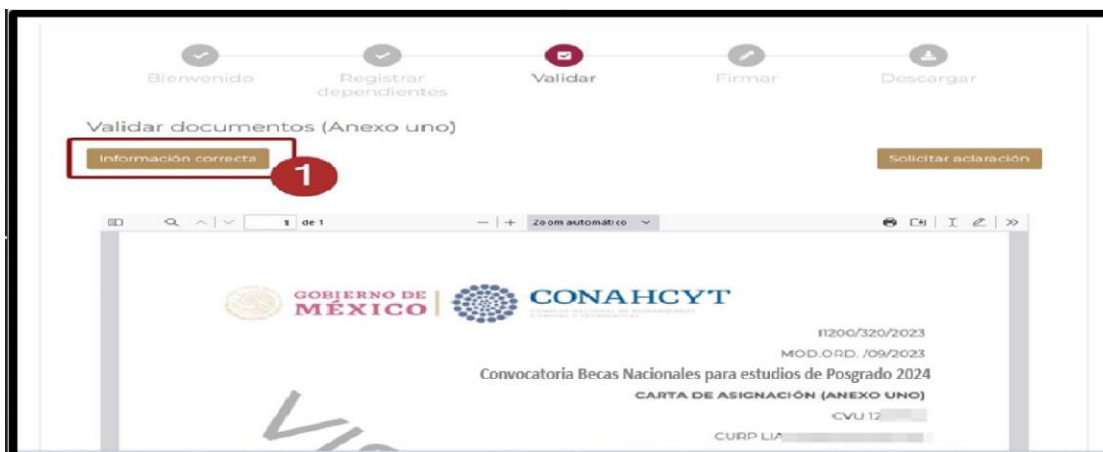 Bienvenido
Registrar
dependientes
Validar
Firmar
Descargar
Validar documentos (Anexo uno)
Información correcta
1
Solicitar aclaración
1 de 1
Zoom automático
GOBIERNO DE
MÉXICO
CONAHCYT
11200/320/2023
MOD.ORD. /09/2023
Convocatoria Becas Nacionales para estudios de Posgrado 2024
CARTA DE ASIGNACIÓN (ANEXO UNO)
CVU 12
CURP LIA